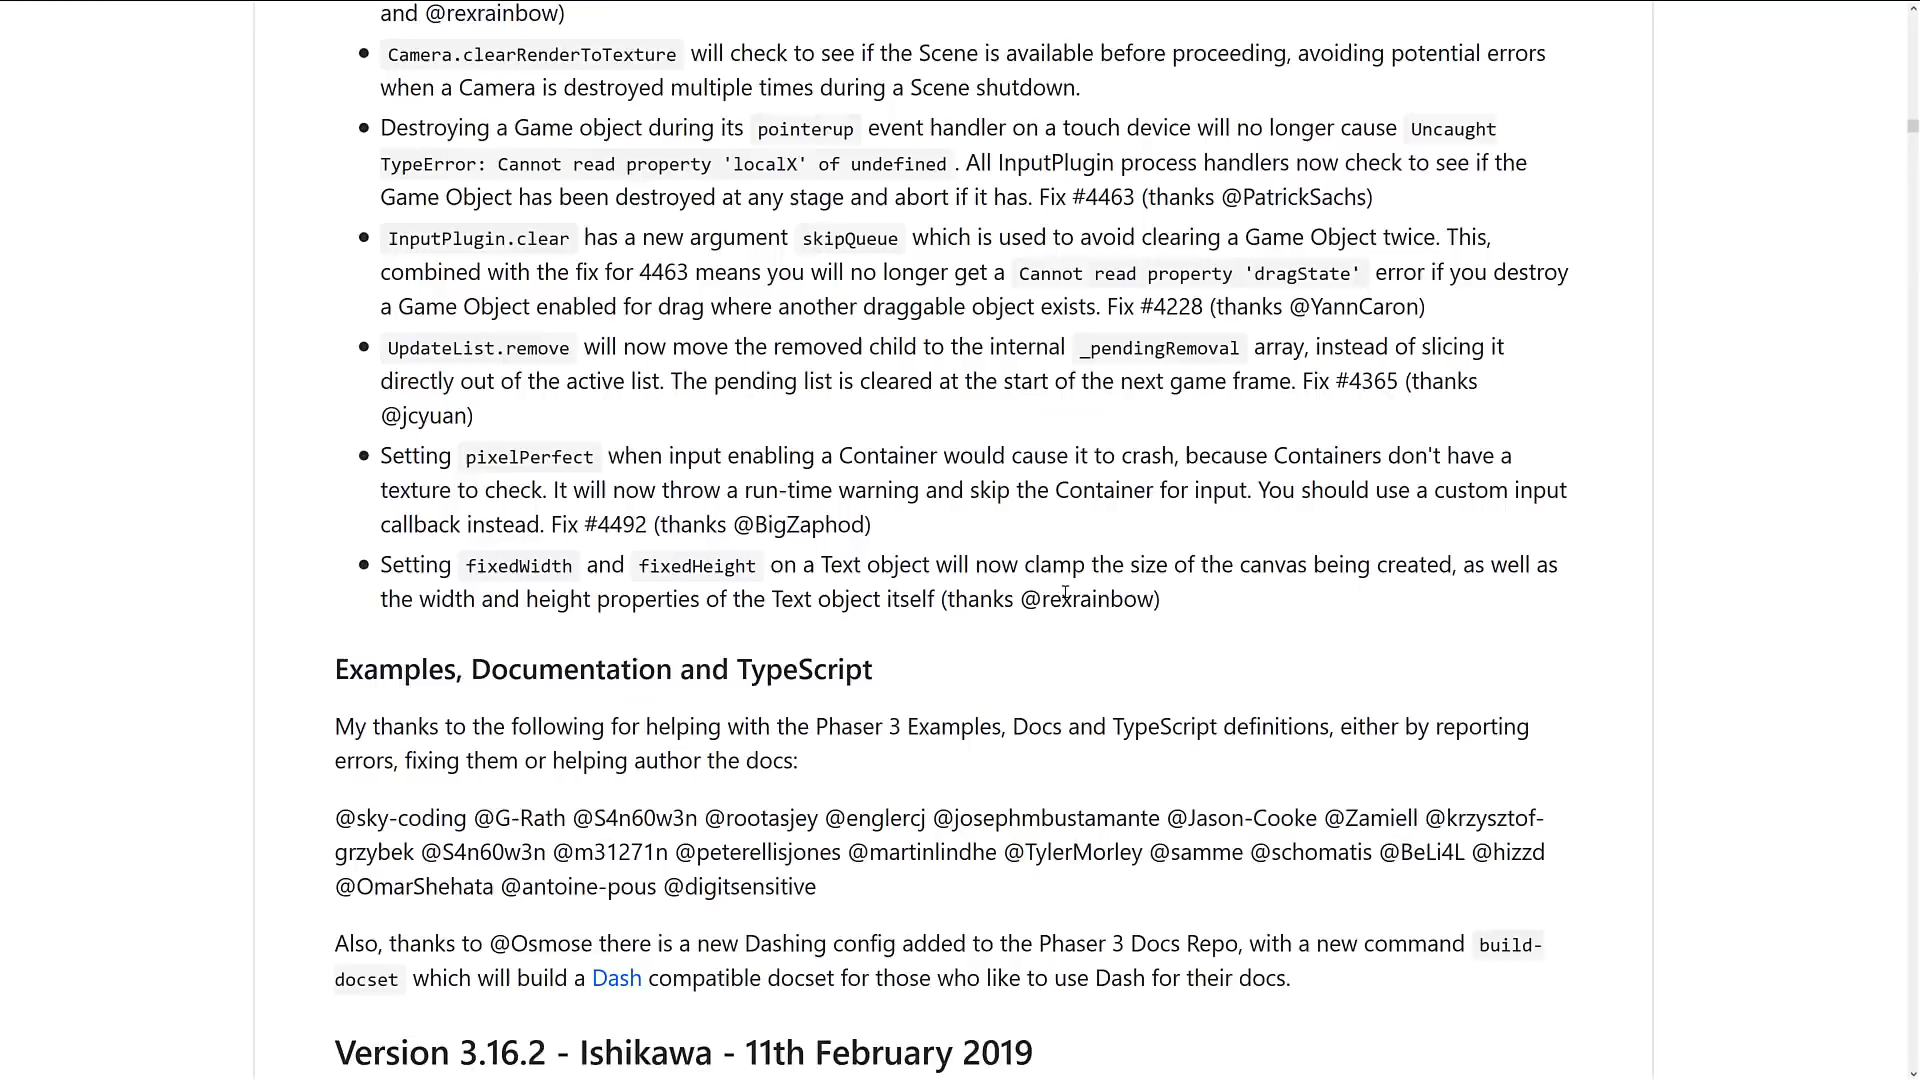 and @rexrainbow)
Camera.clearRenderToTexture will check to see if the Scene is available before proceeding, avoiding potential errors
when a Camera is destroyed multiple times during a Scene shutdown.
Destroying a Game object during its pointerup event handler on a touch device will no longer cause Uncaught
TypeError: Cannot read property 'localX' of undefined . All InputPlugin process handlers now check to see if the
Game Object has been destroyed at any stage and abort if it has. Fix #4463 (thanks @PatrickSachs)
InputPlugin.clear has a new argument skipQueue which is used to avoid clearing a Game Object twice. This,
combined with the fix for 4463 means you will no longer get a Cannot read property 'dragState' error if you destroy
a Game Object enabled for drag where another draggable object exists. Fix #4228 (thanks @YannCaron)
UpdateList.remove will now move the removed child to the internal _pendingRemoval array, instead of slicing it
directly out of the active list. The pending list is cleared at the start of the next game frame. Fix #4365 (thanks
@jcyuan)
Setting pixelPerfect when input enabling a Container would cause it to crash, because Containers don't have a
texture to check. It will now throw a run-time warning and skip the Container for input. You should use a custom input
callback instead. Fix #4492 (thanks @BigZaphod)
Setting fixedWidth and fixedHeight on a Text object will now clamp the size of the canvas being created, as well as
the width and height properties of the Text object itself (thanks @rexrainbow)
Examples, Documentation and TypeScript
My thanks to the following for helping with the Phaser 3 Examples, Docs and TypeScript definitions, either by reporting
errors, fixing them or helping author the docs:
@sky-coding @G-Rath @S4n60w3n @rootasjey @englercj @josephmbustamante @Jason-Cooke @Zamiell @krzysztof-
grzybek @S4n60w3n @m31271n @peterellisjones @martinlindhe @TylerMorley @samme @schomatis @BeLi4L @hizzd
@OmarShehata @antoine-pous @digitsensitive
Also, thanks to @Osmose there is a new Dashing config added to the Phaser 3 Docs Repo, with a new command build-
docset which will build a Dash compatible docset for those who like to use Dash for their docs.
Version 3.16.2 - Ishikawa - 11th February 2019